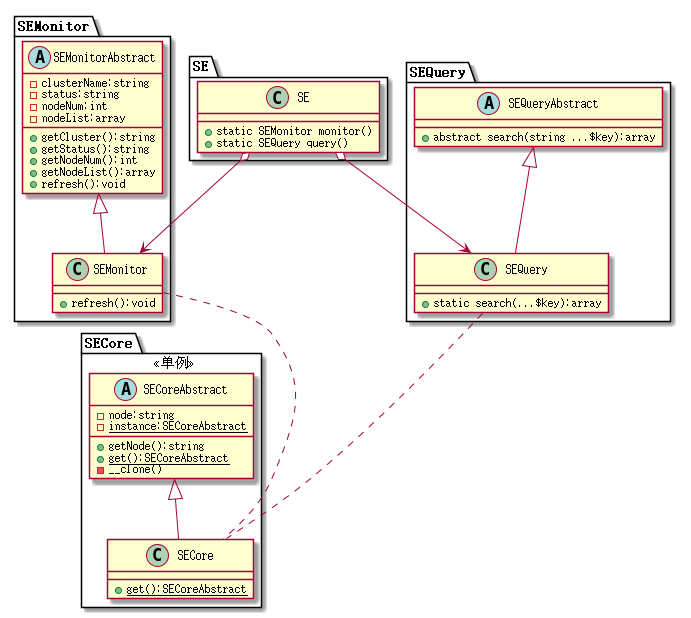 SEMonitor
A SEMonitorAbstract
clusterName:string
status:string
nodeNum:int
nodeList:array
getCluster():string
getStatus():string
getNodeNum():int
getNodeList():array
refresh():void
C SEMonitor
refresh():void
SE
C SE
static SEMonitor monitor()
static SEQuery query()
SEQuery
A SEQueryAbstract
abstract search(string ...$key):array
C SEQuery
static search(...$key):array
SECore
«单例»
A SECoreAbstract
node:string
instance:SECoreAbstract
getNode():string
get():SECoreAbstract
__clone()
C SECore
get():SECoreAbstract